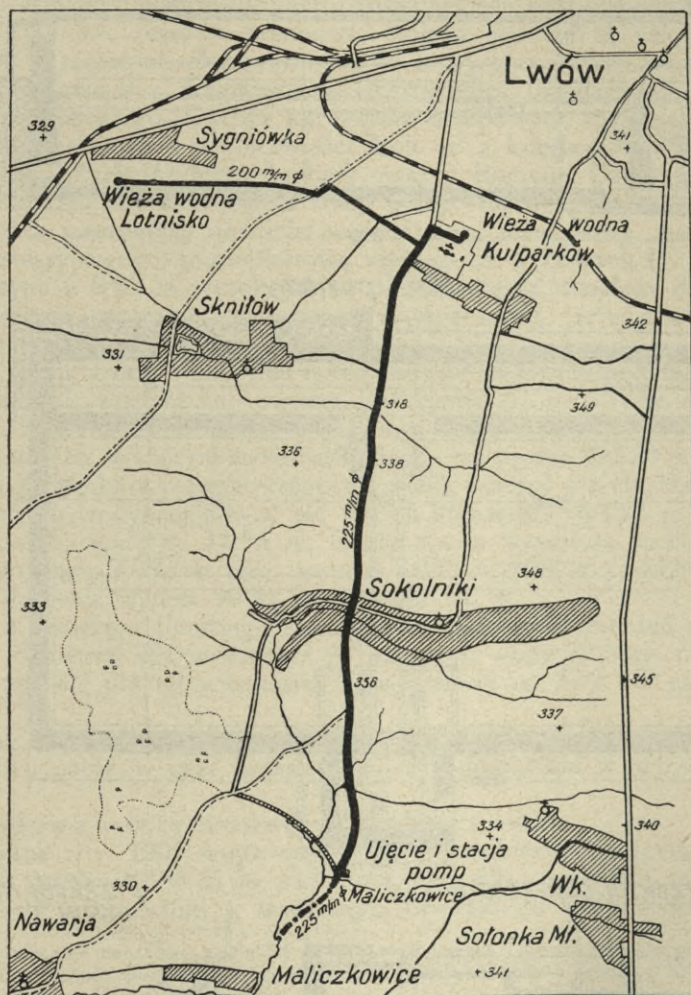 Lwów
329
341
Sygniówka
200 m/m ϕ
Wieża wodna
Lotnisko
Wieża wodna
Kulparków
Skniłów
342
331
318
349
336
338
225 m/m ϕ
Sokolniki
348
333
336
345
337
334
340
Ujęcie i stacja
pomp
Maliczkowice
330
Wk.
225 m/m ϕ
Nawarja
Sołonka Mł.
Maliczkowice
341